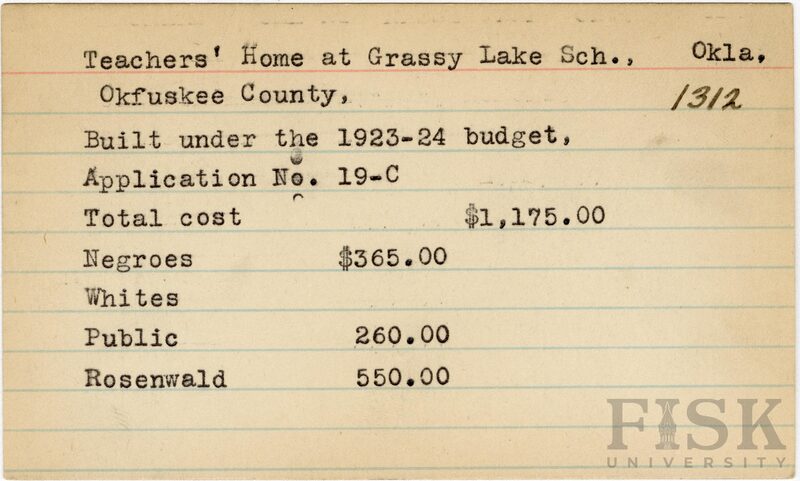 Teachers' Home at Grassy Lake Sch., Okla.
Okfuskee County, 1312
Built under the 1923-24 budget,
Application No. 19-C
Total cost $1,175.00
Negroes $365.00
Whites
Public 260.00
Rosenwald 550.00
FISK
UNIVERSITY